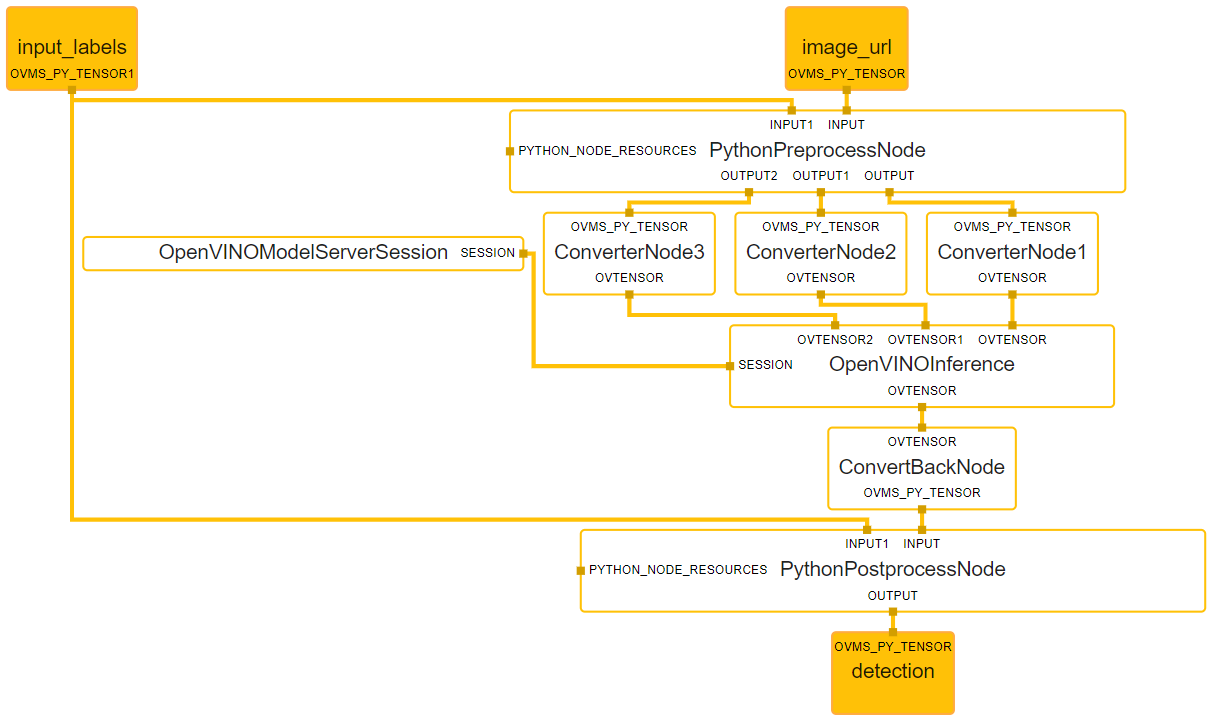 input_labels
OVMS_PY_TENSOR1
image_url
OVMS_PY_TENSOR
INPUT1 INPUT
PYTHON_NODE_RESOURCES PythonPreprocessNode
OUTPUT2 OUTPUT1 OUTPUT
OpenVINOModelServerSession SESSION
OVMS_PY_TENSOR
ConverterNode3
OVTENSOR
OVMS_PY_TENSOR
ConverterNode2
OVTENSOR
OVMS_PY_TENSOR
ConverterNode1
OVTENSOR
OVTENSOR2 OVTENSOR1 OVTENSOR
SESSION OpenVINOInference
OVTENSOR
OVTENSOR
ConvertBackNode
OVMS_PY_TENSOR
INPUT1 INPUT
PYTHON_NODE_RESOURCES PythonPostprocessNode
OUTPUT
OVMS_PY_TENSOR
detection